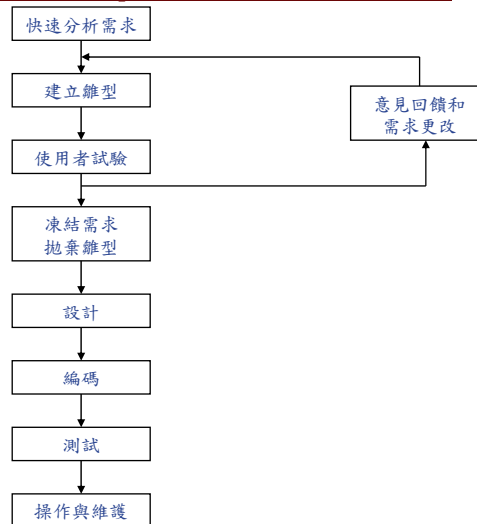 快速分析需求
建立雛型
意見回饋和
需求更改
使用者試驗
凍結需求
拋棄雛型
設計
編碼
測試
操作與維護